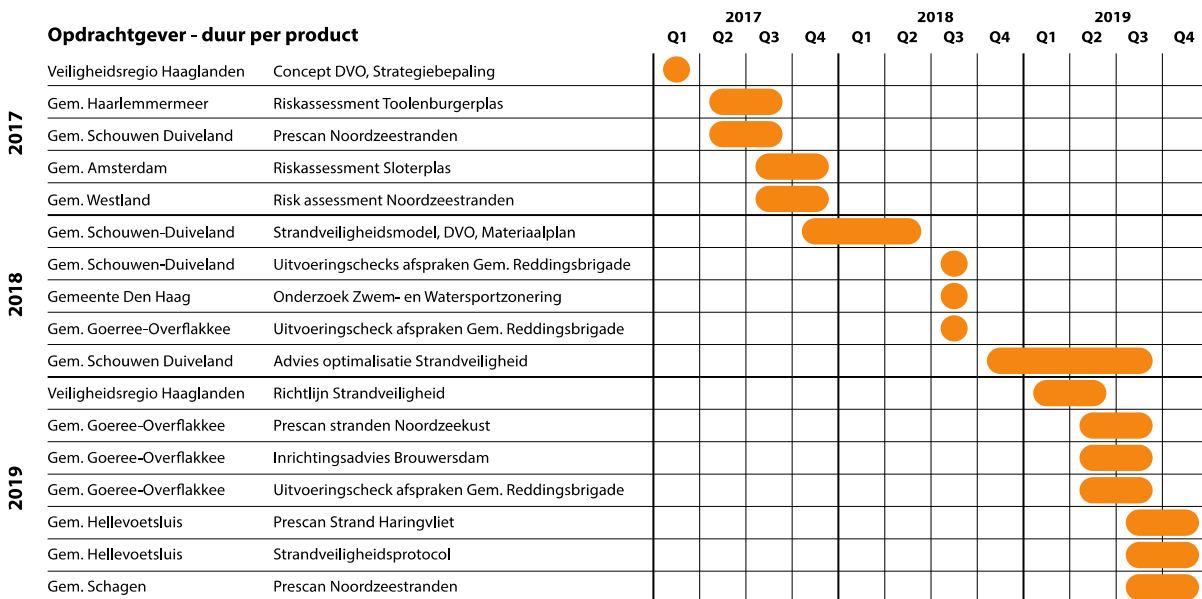 2017 2018 2019
Opdrachtgever - duur per product Q1 Q2 Q3 Q4 Q1 Q2 Q3 Q4 Q1 Q2 Q3 Q4
2017
Veiligheidsregio Haaglanden Concept DVO, Strategiebepaling
Gem. Haarlemmermeer Riskassessment Toolenburgerplas
Gem. Schouwen Duiveland Prescan Noordzeestranden
Gem. Amsterdam Riskassessment Sloterplas
Gem. Westland Risk assessment Noordzeestranden
2018
Gem. Schouwen-Duiveland Strandveiligheidsmodel, DVO, Materiaalplan
Gem. Schouwen-Duiveland Uitvoeringschecks afspraken Gem. Reddingsbrigade
Gemeente Den Haag Onderzoek Zwem- en Watersportzonering
Gem. Goerree-Overflakkee Uitvoeringscheck afspraken Gem. Reddingsbrigade
Gem. Schouwen Duiveland Advies optimalisatie Strandveiligheid
2019
Veiligheidsregio Haaglanden Richtlijn Strandveiligheid
Gem. Goeree-Overflakkee Prescan stranden Noordzeekust
Gem. Goeree-Overflakkee Inrichtingsadvies Brouwersdam
Gem. Goeree-Overflakkee Uitvoeringscheck afspraken Gem. Reddingsbrigade
Gem. Hellevoetsluis Prescan Strand Haringvliet
Gem. Hellevoetsluis Strandveiligheidsprotocol
Gem. Schagen Prescan Noordzeestranden